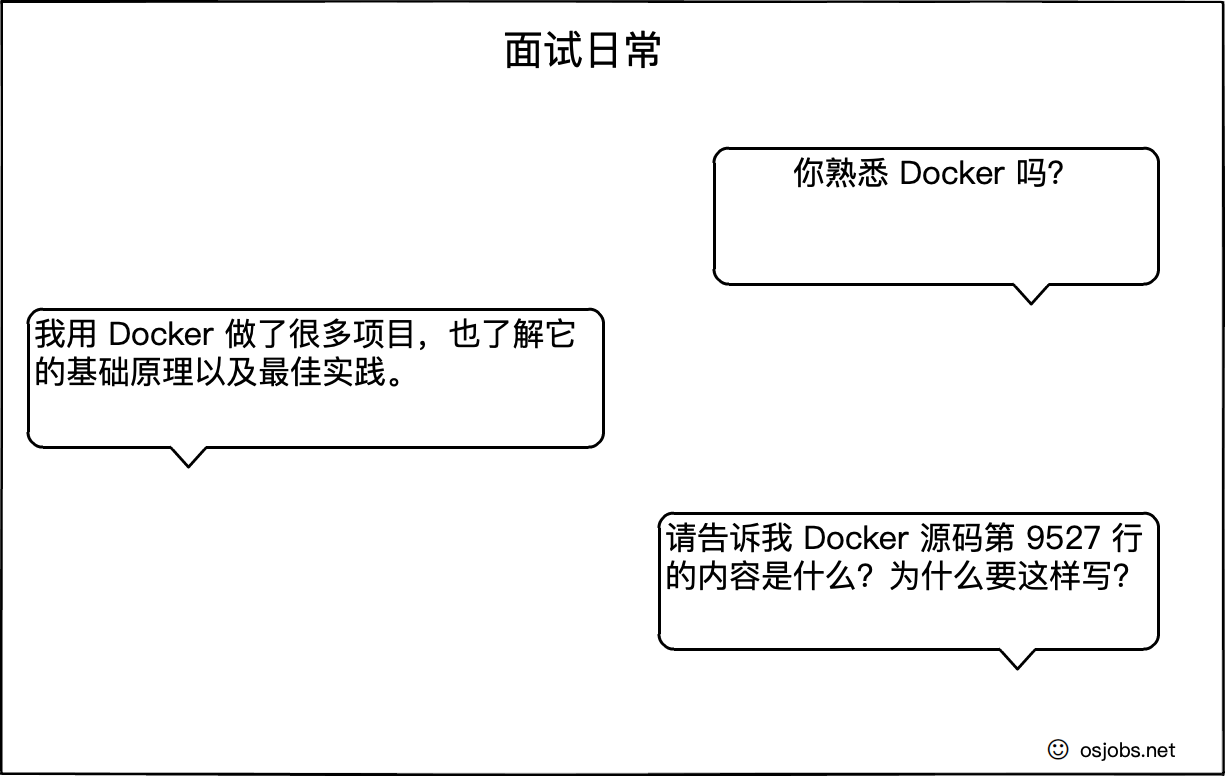 面试日常
你熟悉 Docker 吗？
我用 Docker 做了很多项目，也了解它
的基础原理以及最佳实践。
请告诉我 Docker 源码第 9527 行
的内容是什么？为什么要这样写？
osjobs.net